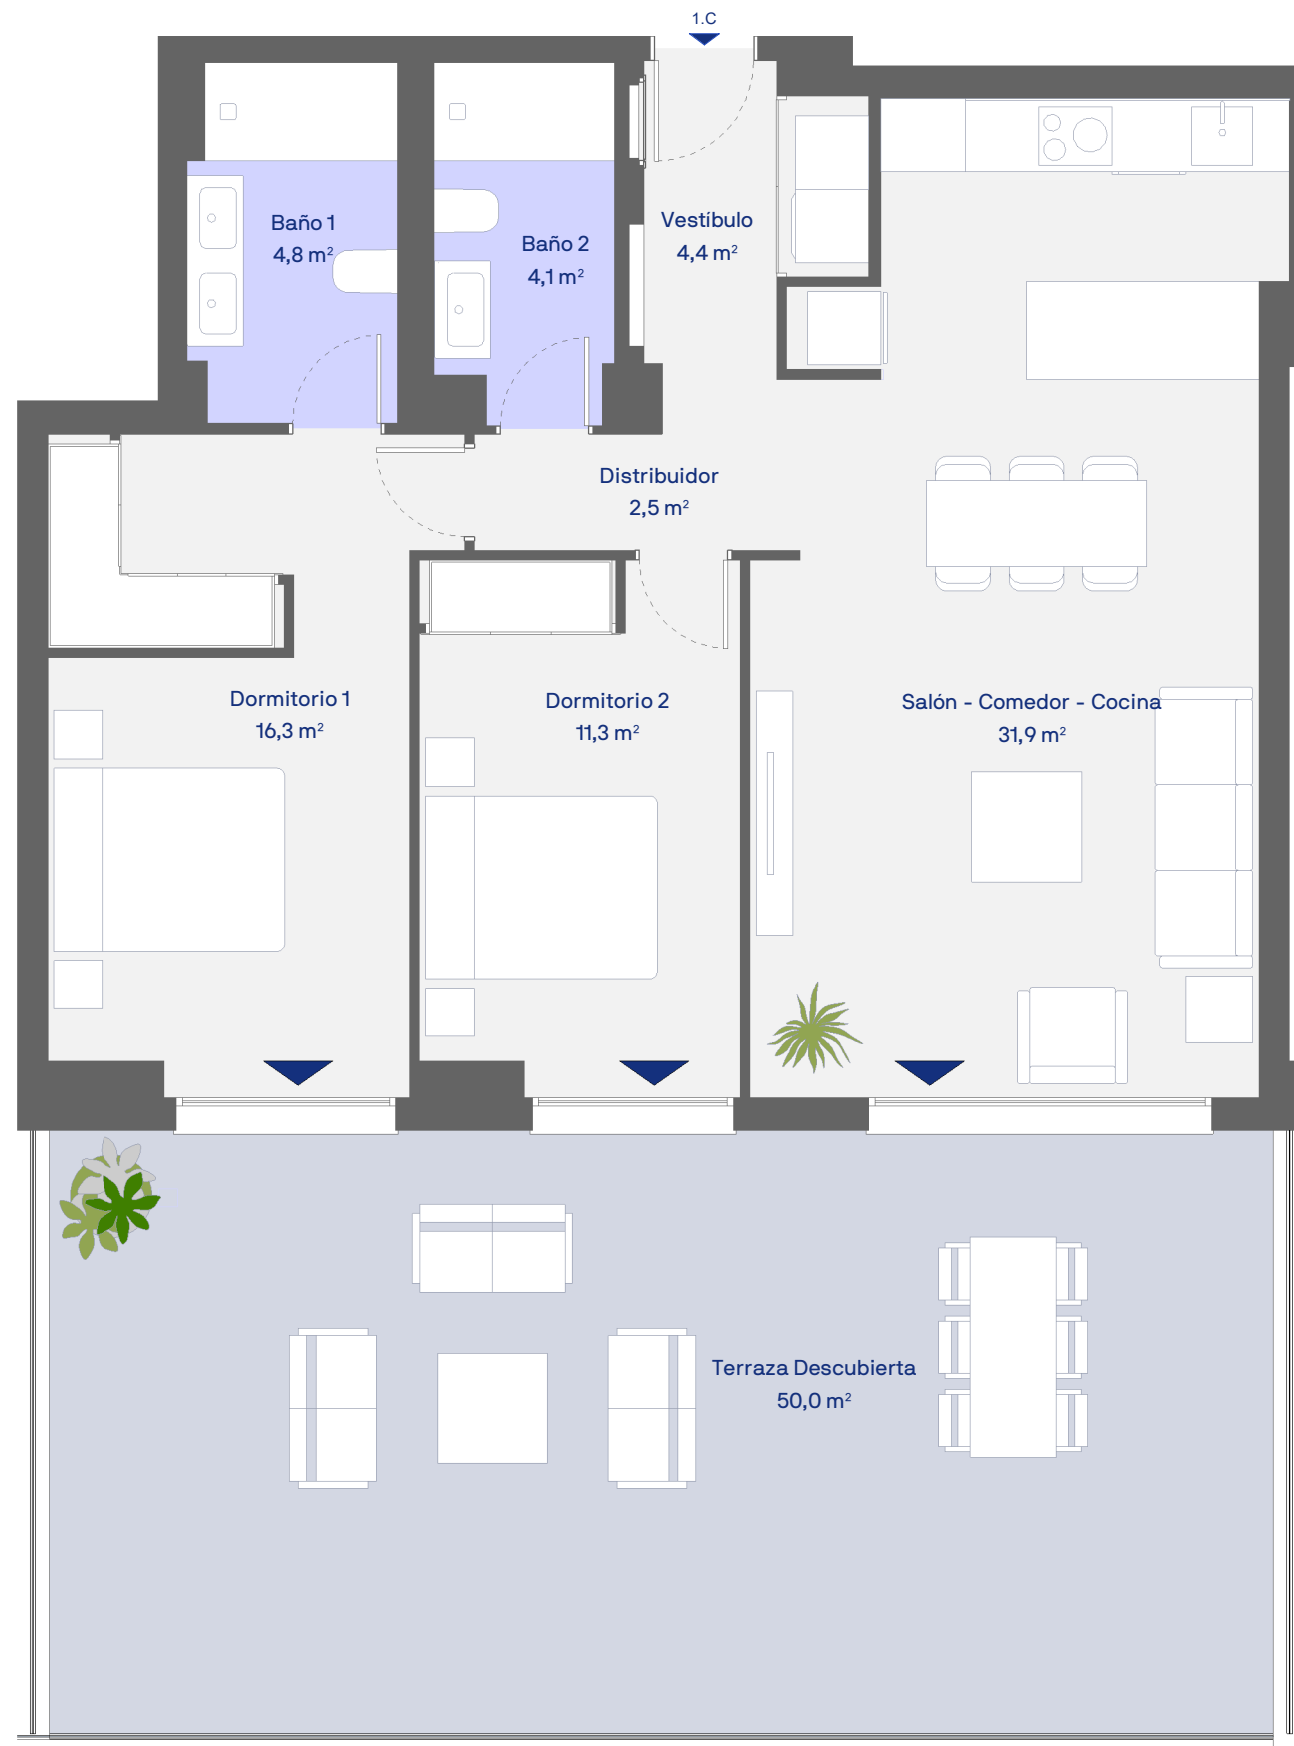 1.C
Baño 1
4,8 m²
Baño 2
4,1 m²
Vestíbulo
4,4 m²
Distribuidor
2,5 m²
Dormitorio 1
16,3 m²
Dormitorio 2
11,3 m²
Salón - Comedor - Cocina
31,9 m²
Terraza Descubierta
50,0 m²